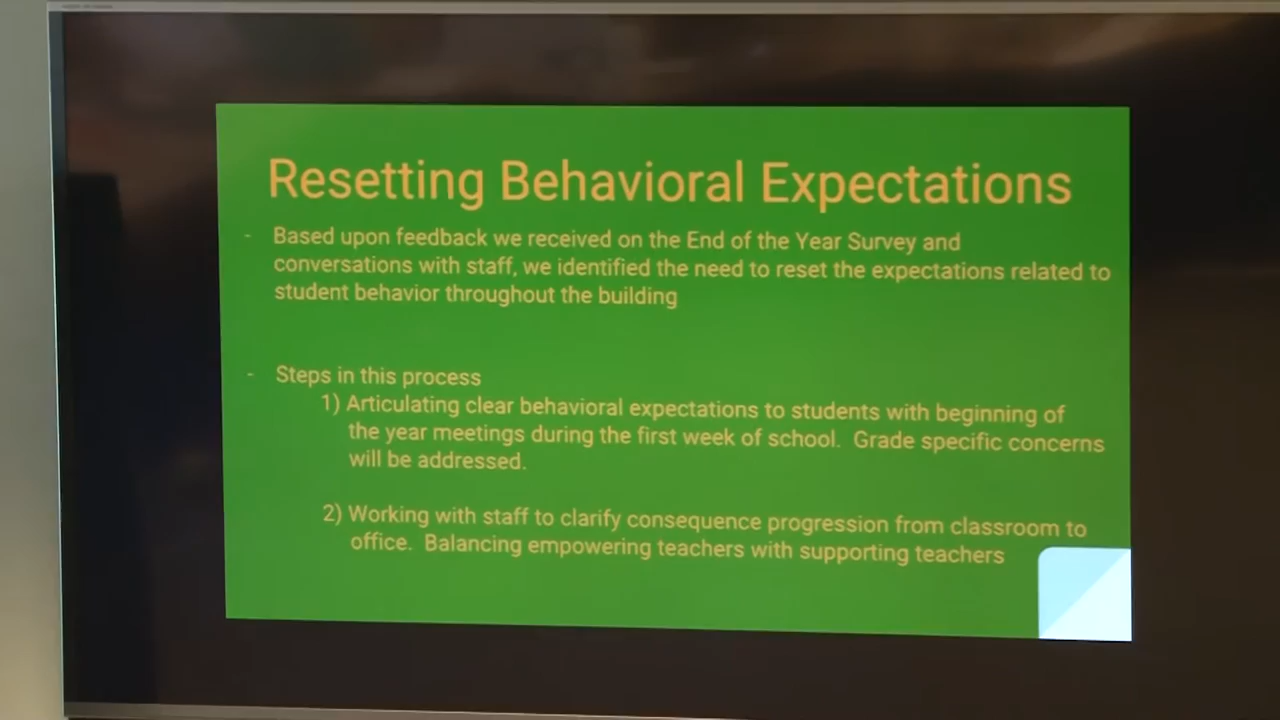 Resetting Behavioral Expectations
- Based upon feedback we received on the End of the Year Survey and
conversations with staff, we identified the need to reset the expectations related to
student behavior throughout the building
- Steps in this process
1) Articulating clear behavioral expectations to students with beginning of
the year meetings during the first week of school.  Grade specific concerns
will be addressed.
2) Working with staff to clarify consequence progression from classroom to
office.  Balancing empowering teachers with supporting teachers